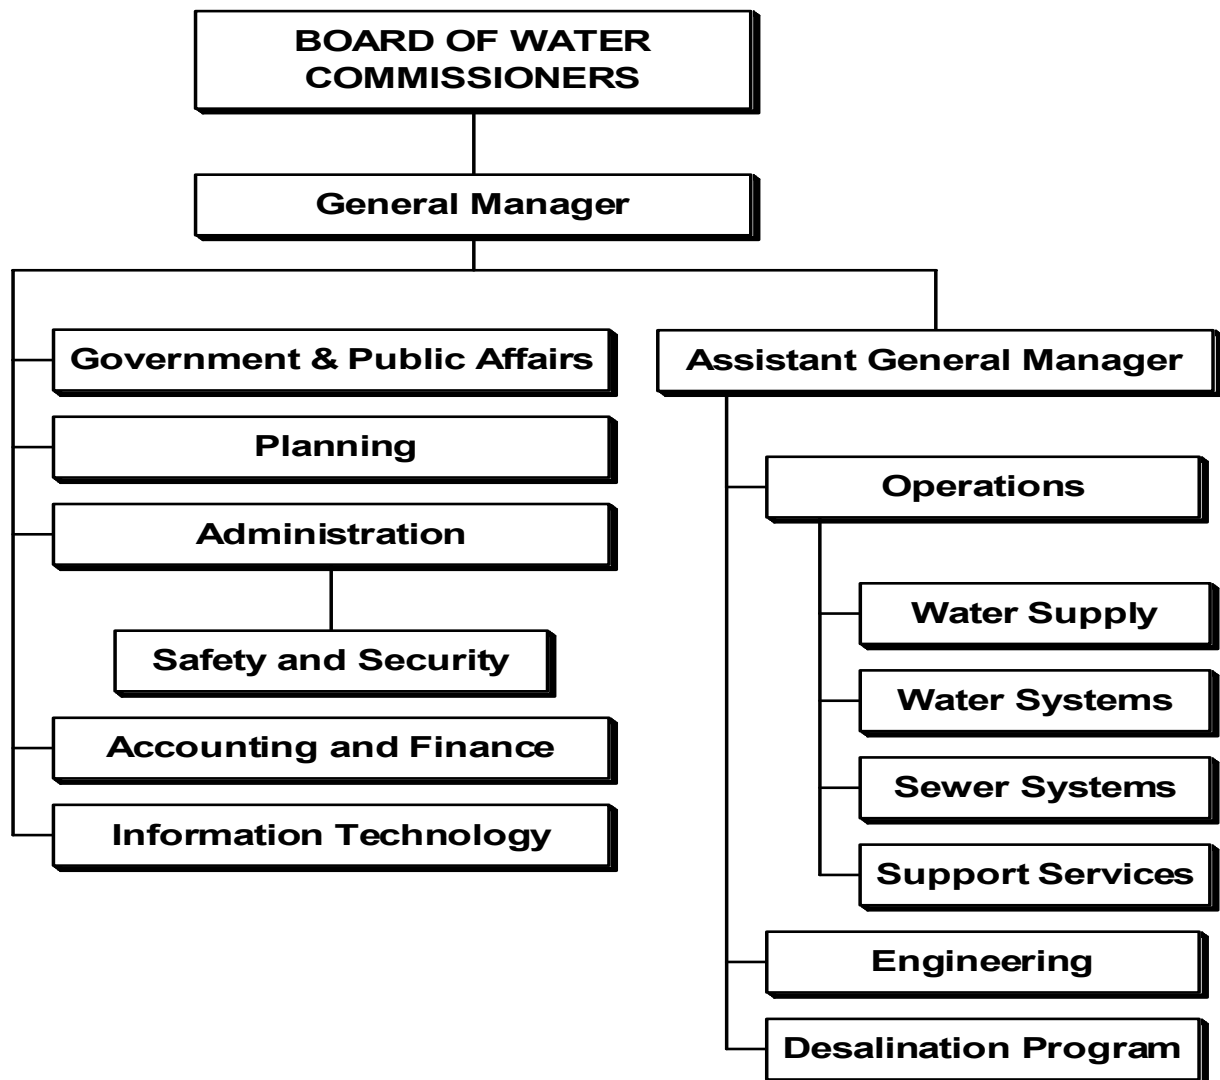 BOARD OF WATER
COMMISSIONERS
General Manager
Government & Public Affairs
Planning
Administration
Safety and Security
Accounting and Finance
Information Technology
Assistant General Manager
Operations
Water Supply
Water Systems
Sewer Systems
Support Services
Engineering
Desalination Program